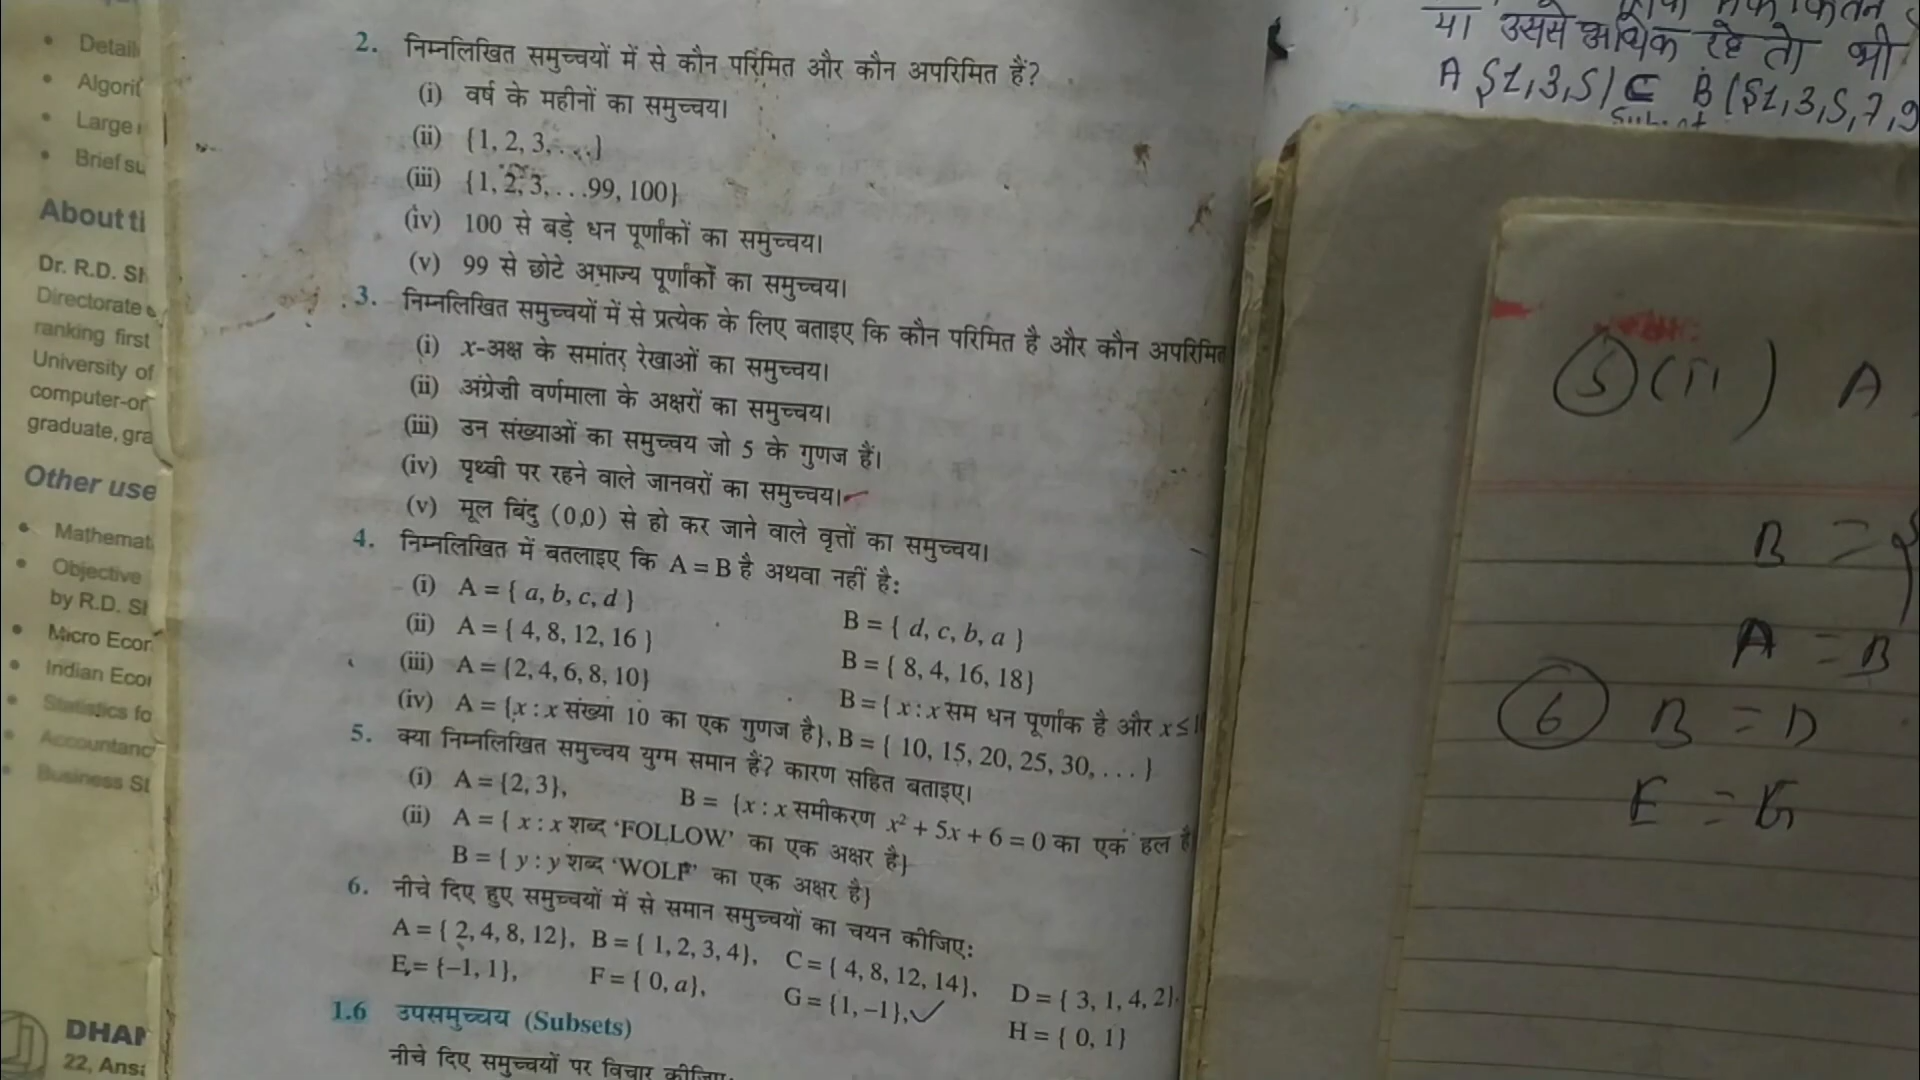 Detail
Algorit
Large
Brief su
About t
Dr. R.D. Sh
Directorate
ranking first
University of
computer-or
graduate, gra
Other use
Mathemat
Objective
by R.D. S
Micro Econ
Indian Eco
Statistics fo
Accountanc
Business St
DHAN
22, Ansa
2. निम्नलिखित समुच्चयों में से कौन परिमित और कौन अपरिमित हैं?
(i) वर्ष के महीनों का समुच्चय।
(ii) {1, 2, 3, . . .}
(iii) {1, 2, 3, . . .99, 100}
(iv) 100 से बड़े धन पूर्णांकों का समुच्चय।
(v) 99 से छोटे अभाज्य पूर्णांकों का समुच्चय।
3. निम्नलिखित समुच्चयों में से प्रत्येक के लिए बताइए कि कौन परिमित है और कौन अपरिमित
(i) x-अक्ष के समांतर रेखाओं का समुच्चय।
(ii) अंग्रेज़ी वर्णमाला के अक्षरों का समुच्चय।
(iii) उन संख्याओं का समुच्चय जो 5 के गुणज हैं।
(iv) पृथ्वी पर रहने वाले जानवरों का समुच्चय।
(v) मूल बिंदु (0,0) से हो कर जाने वाले वृत्तों का समुच्चय।
4. निम्नलिखित में बतलाइए कि A = B है अथवा नहीं है:
(i) A = { a, b, c, d } B = { d, c, b, a }
(ii) A = { 4, 8, 12, 16 } B = { 8, 4, 16, 18}
(iii) A = {2, 4, 6, 8, 10} B = { x : x सम धन पूर्णांक है और x ≤ 1
(iv) A = {x : x संख्या 10 का एक गुणज है}, B = { 10, 15, 20, 25, 30, . . . }
5. क्या निम्नलिखित समुच्चय युग्म समान हैं? कारण सहित बताइए।
(i) A = {2, 3}, B = {x : x समीकरण x² + 5x + 6 = 0 का एक हल है
(ii) A = { x : x शब्द ‘FOLLOW’ का एक अक्षर है}
B = { y : y शब्द ‘WOLF’ का एक अक्षर है}
6. नीचे दिए हुए समुच्चयों में से समान समुच्चयों का चयन कीजिए:
A = { 2, 4, 8, 12}, B = { 1, 2, 3, 4}, C = { 4, 8, 12, 14}, D = { 3, 1, 4, 2}.
E = {–1, 1}, F = { 0, a}, G = {1, –1}, H = { 0, 1}
1.6 उपसमुच्चय (Subsets)
नीचे दिए समुच्चयों पर विचार कीजिए:
या उससे अधिक रहे तो भी
A {1,3,5} ⊂ B {1,3,5,7,9
5 (ii) A
B = {
A = B
6 B = D
E = G